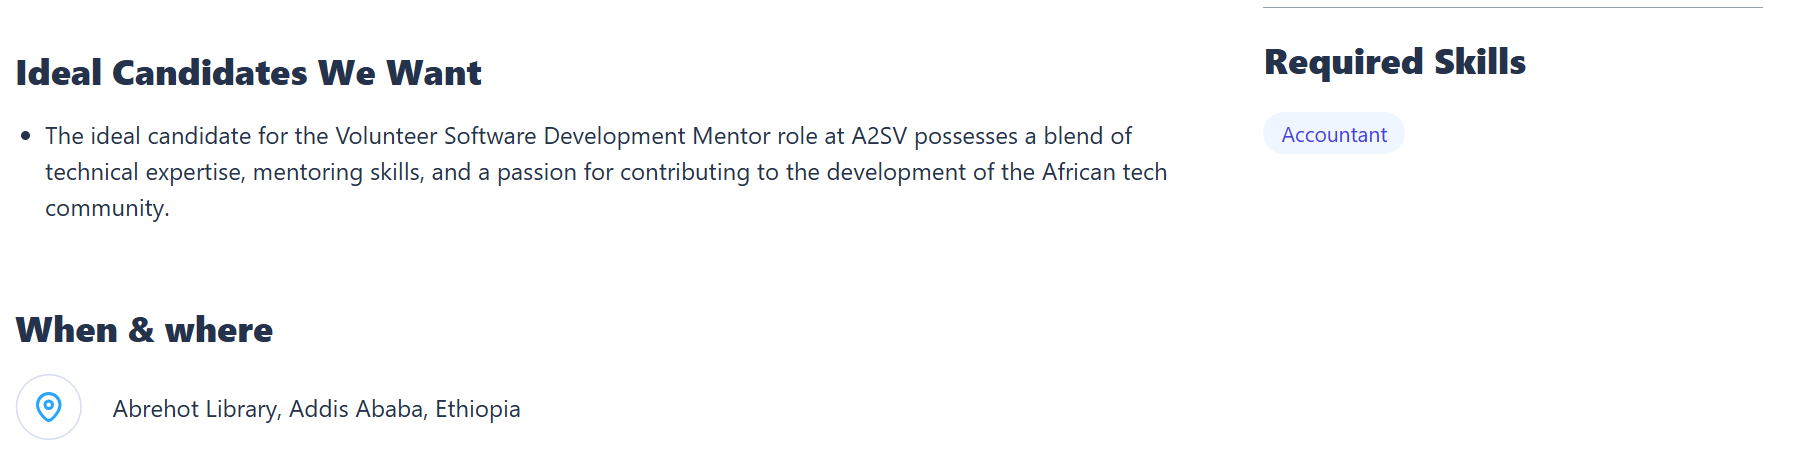 Ideal Candidates We Want
The ideal candidate for the Volunteer Software Development Mentor role at A2SV possesses a blend of
technical expertise, mentoring skills, and a passion for contributing to the development of the African tech
community.
When & where
Abrehot Library, Addis Ababa, Ethiopia
Required Skills
Accountant